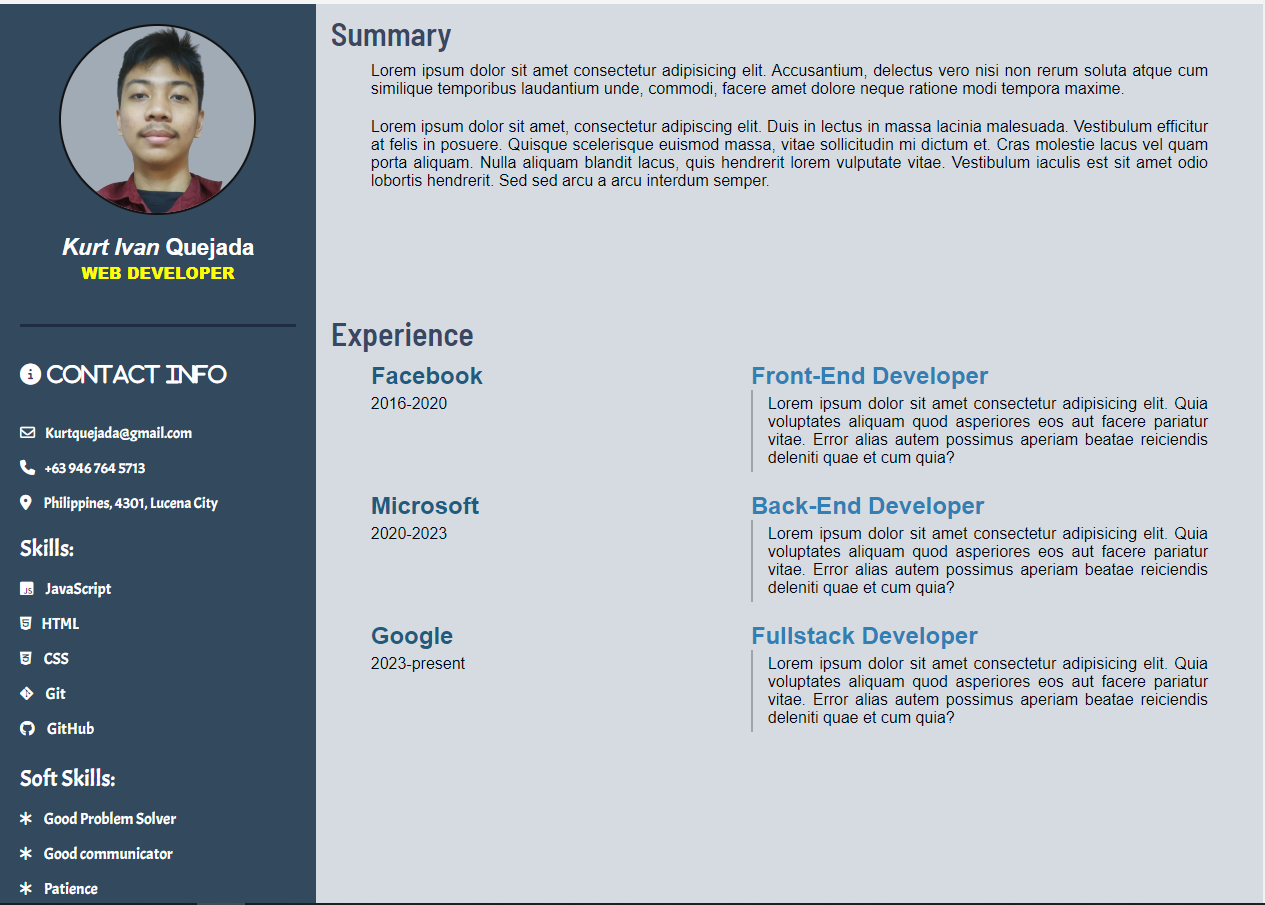 Kurt Ivan Quejada
WEB DEVELOPER
CONTACT INFO
Kurtquejada@gmail.com
+63 946 764 5713
Philippines, 4301, Lucena City
Skills:
JS JavaScript
HTML
CSS
Git
GitHub
Soft Skills:
Good Problem Solver
Good communicator
Patience
Summary
Lorem ipsum dolor sit amet consectetur adipisicing elit. Accusantium, delectus vero nisi non rerum soluta atque cum
similique temporibus laudantium unde, commodi, facere amet dolore neque ratione modi tempora maxime.
Lorem ipsum dolor sit amet, consectetur adipiscing elit. Duis in lectus in massa lacinia malesuada. Vestibulum efficitur
at felis in posuere. Quisque scelerisque euismod massa, vitae sollicitudin mi dictum et. Cras molestie lacus vel quam
porta aliquam. Nulla aliquam blandit lacus, quis hendrerit lorem vulputate vitae. Vestibulum iaculis est sit amet odio
lobortis hendrerit. Sed sed arcu a arcu interdum semper.
Experience
Facebook
2016-2020
Front-End Developer
Lorem ipsum dolor sit amet consectetur adipisicing elit. Quia
voluptates aliquam quod asperiores eos aut facere pariatur
vitae. Error alias autem possimus aperiam beatae reiciendis
deleniti quae et cum quia?
Microsoft
2020-2023
Back-End Developer
Lorem ipsum dolor sit amet consectetur adipisicing elit. Quia
voluptates aliquam quod asperiores eos aut facere pariatur
vitae. Error alias autem possimus aperiam beatae reiciendis
deleniti quae et cum quia?
Google
2023-present
Fullstack Developer
Lorem ipsum dolor sit amet consectetur adipisicing elit. Quia
voluptates aliquam quod asperiores eos aut facere pariatur
vitae. Error alias autem possimus aperiam beatae reiciendis
deleniti quae et cum quia?